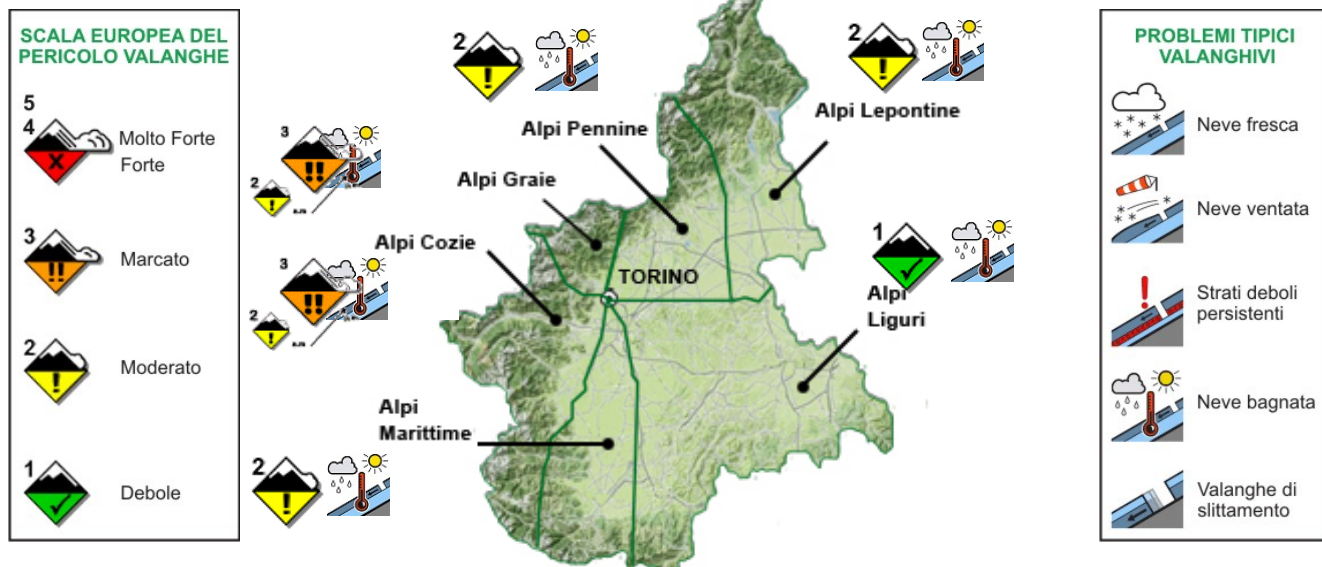 SCALA EUROPEA DEL
PERICOLO VALANGHE
5
4
Molto Forte
Forte
3
Marcato
2
Moderato
1
Debole
2
2
Alpi Lepontine
Alpi Pennine
Alpi Graie
3
2
Alpi Cozie
3
2
TORINO
1
Alpi
Liguri
Alpi
Marittime
2
PROBLEMI TIPICI
VALANGHIVI
Neve fresca
Neve ventata
Strati deboli
persistenti
Neve bagnata
Valanghe di
slittamento